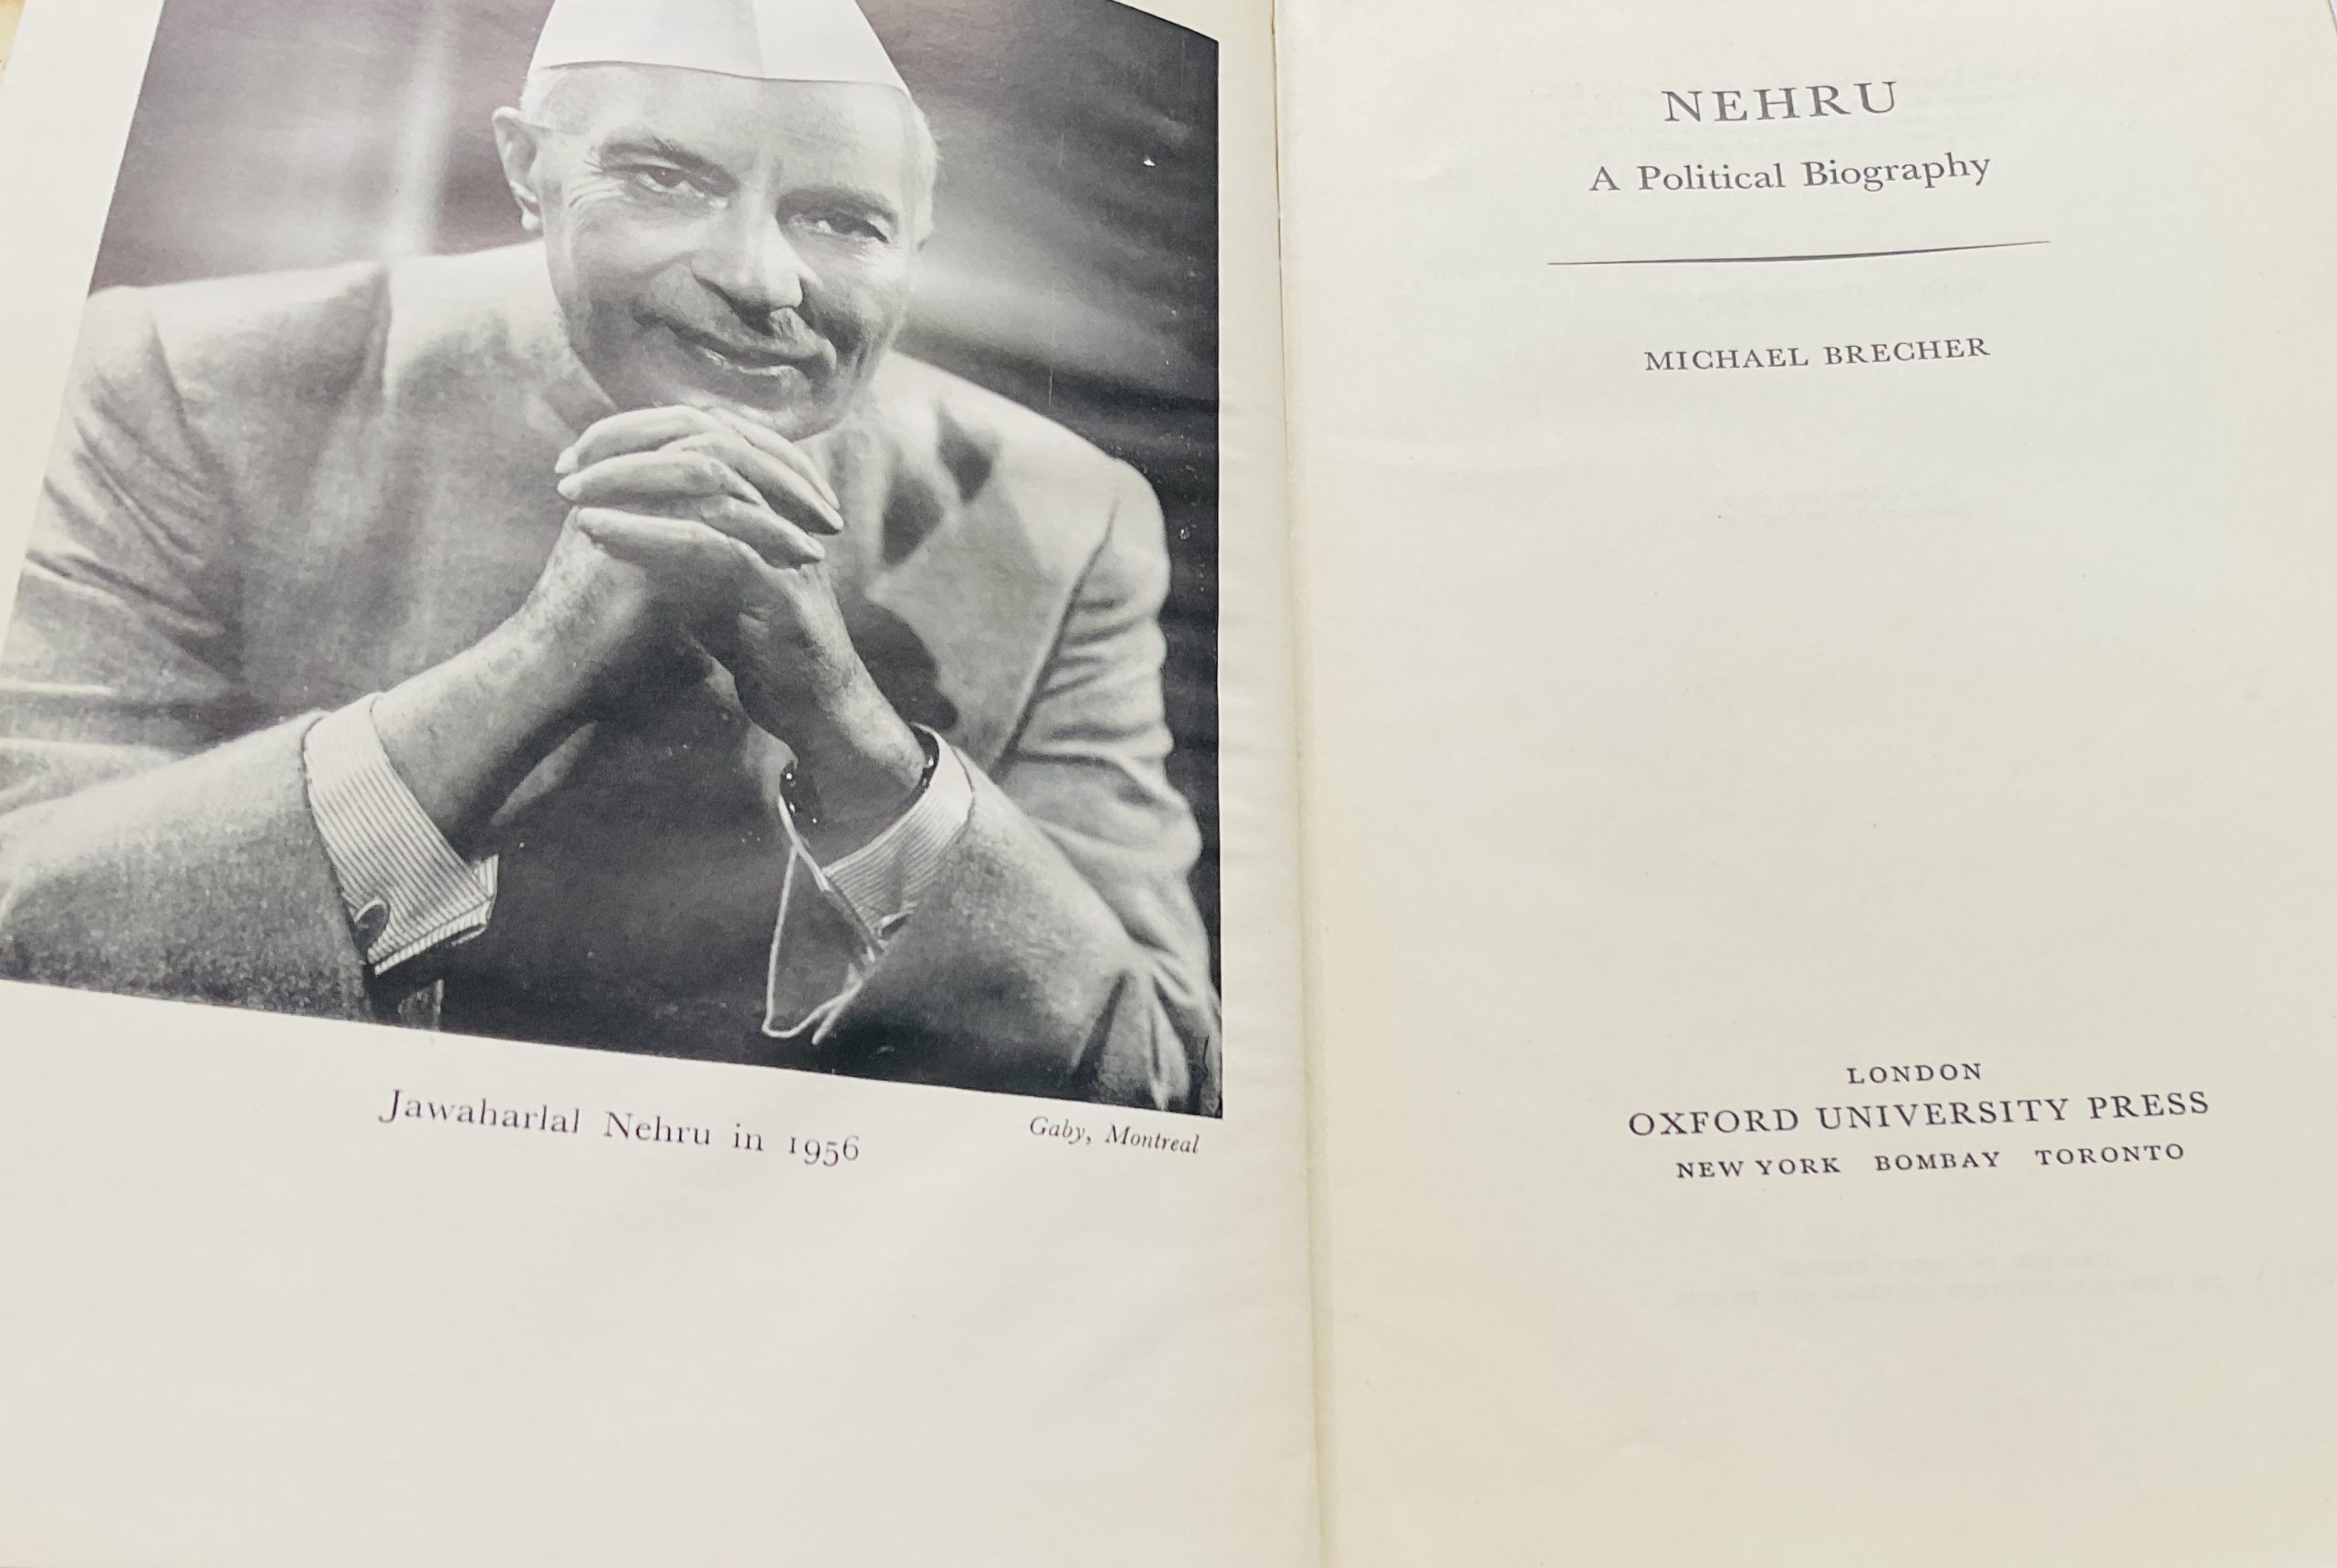 Jawaharlal Nehru in 1956
Gaby, Montreal
NEHRU
A Political Biography
MICHAEL BRECHER
LONDON
OXFORD UNIVERSITY PRESS
NEW YORK BOMBAY TORONTO